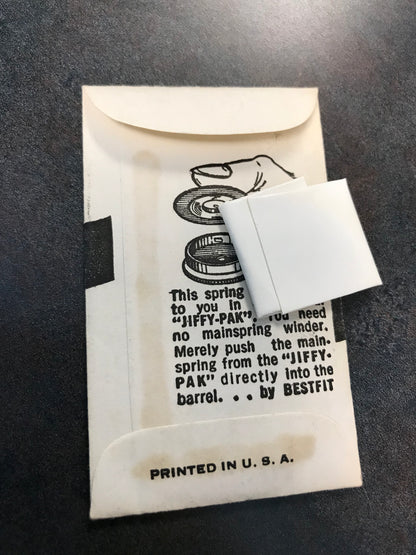 This spring
to you in
"JIFFY-PAK". You need
no mainspring winder.
Merely push the main-
spring from the "JIFFY-
PAK" directly into the
barrel. . . by BESTFIT
PRINTED IN U. S. A.